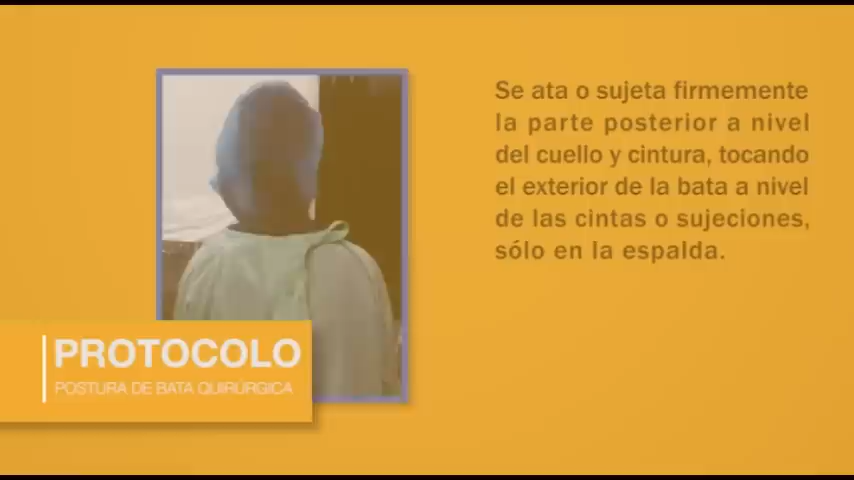 Se ata o sujeta firmemente
la parte posterior a nivel
del cuello y cintura, tocando
el exterior de la bata a nivel
de las cintas o sujeciones,
sólo en la espalda.
PROTOCOLO
POSTURA DE BATA QUIRÚRGICA